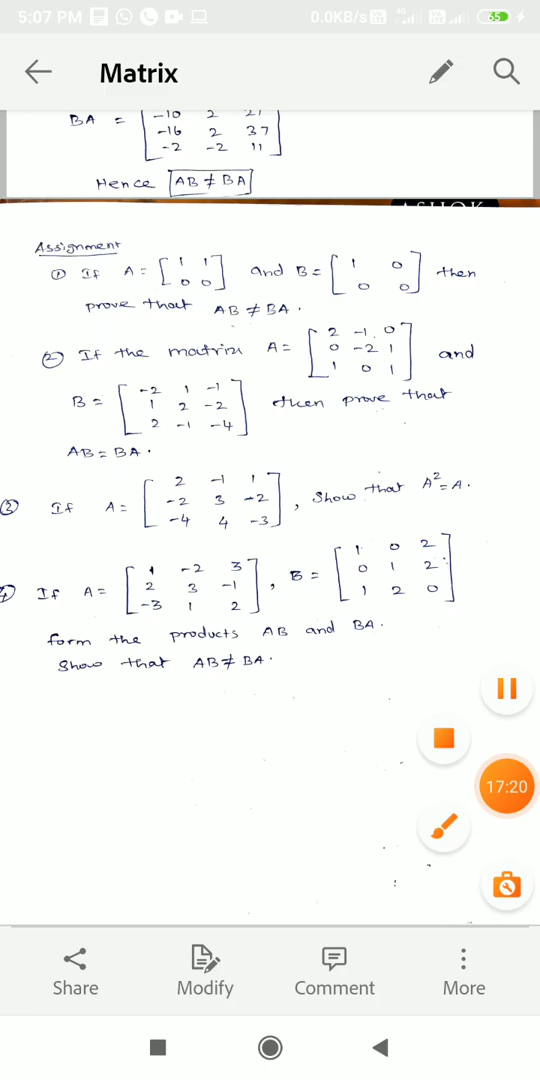 5:07 PM 0.0KB/s 4G 65
Matrix
BA = [-10 2 27
-16 2 37
-2 -2 11]
Hence AB ≠ BA
Assignment
① If A = [1 1 and B = [1 0 then
0 0] 0 0]
prove that AB ≠ BA.
② If the matrix A = [2 -1 0
0 -2 1 and
1 0 1]
B = [-2 1 -1
1 2 -2 then prove that
2 -1 -4]
AB = BA.
③ If A = [2 -1 1
-2 3 -2 , Show that A²=A.
-4 4 -3]
If A = [1 -2 3 , B = [1 0 2
2 3 -1 0 1 2
-3 1 2] 1 2 0]
form the products AB and BA.
Show that AB ≠ BA.
17:20
Share Modify Comment More